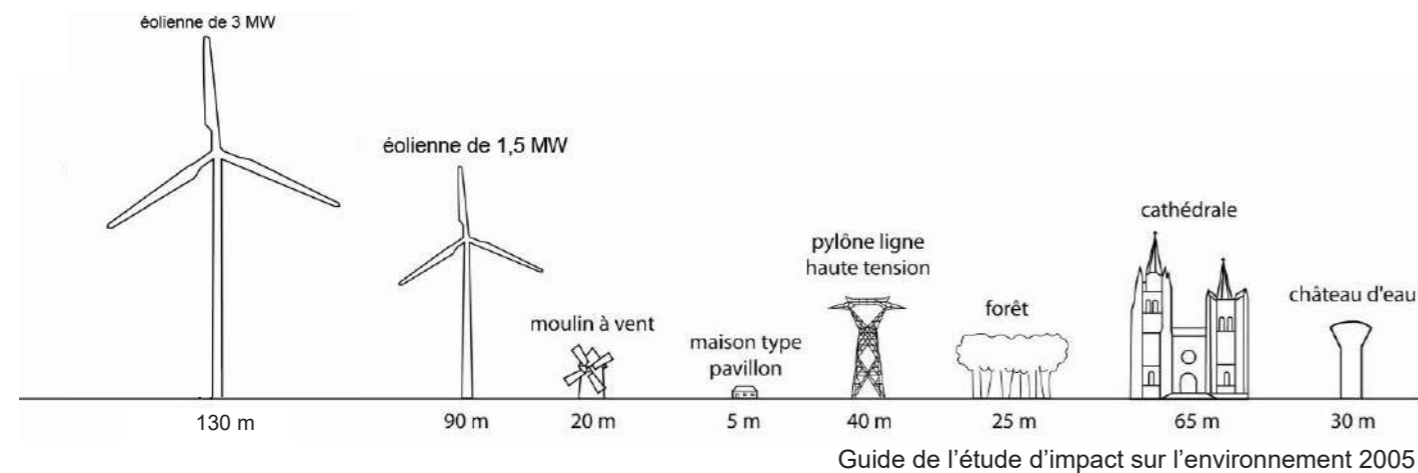 éolienne de 3 MW
éolienne de 1,5 MW
moulin à vent
maison type
pavillon
pylône ligne
haute tension
forêt
cathédrale
château d'eau
130 m
90 m
20 m
5 m
40 m
25 m
65 m
30 m
Guide de l’étude d’impact sur l’environnement 2005